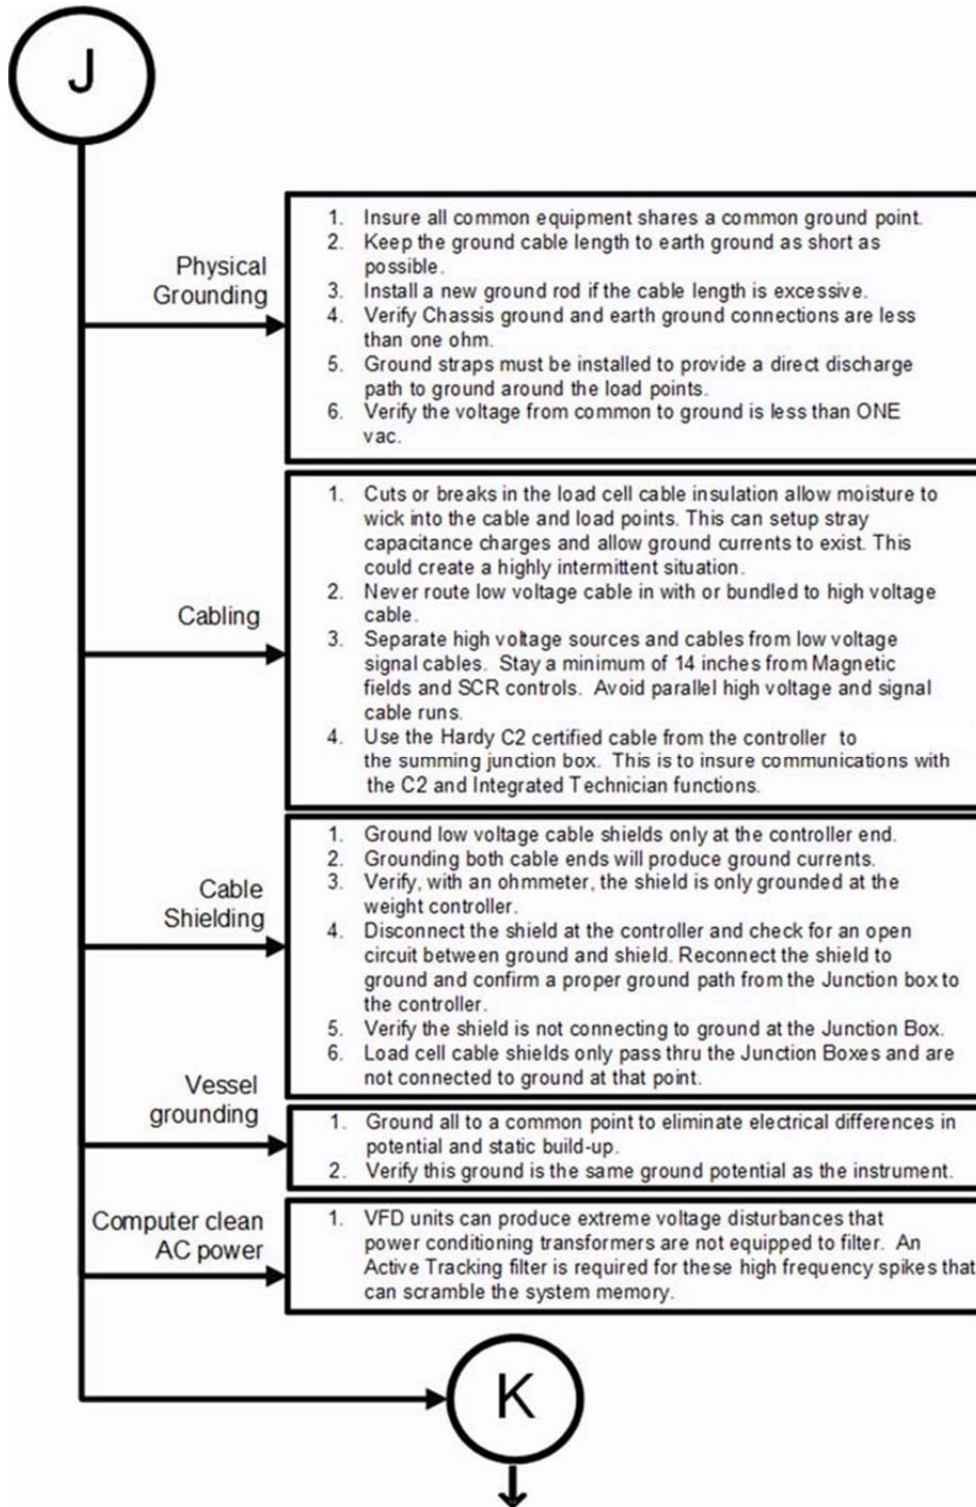 J
Physical
Grounding
1. Insure all common equipment shares a common ground point.
2. Keep the ground cable length to earth ground as short as
possible.
3. Install a new ground rod if the cable length is excessive.
4. Verify Chassis ground and earth ground connections are less
than one ohm.
5. Ground straps must be installed to provide a direct discharge
path to ground around the load points.
6. Verify the voltage from common to ground is less than ONE
vac.
Cabling
1. Cuts or breaks in the load cell cable insulation allow moisture to
wick into the cable and load points. This can setup stray
capacitance charges and allow ground currents to exist. This
could create a highly intermittent situation.
2. Never route low voltage cable in with or bundled to high voltage
cable.
3. Separate high voltage sources and cables from low voltage
signal cables. Stay a minimum of 14 inches from Magnetic
fields and SCR controls. Avoid parallel high voltage and signal
cable runs.
4. Use the Hardy C2 certified cable from the controller to
the summing junction box. This is to insure communications with
the C2 and Integrated Technician functions.
Cable
Shielding
1. Ground low voltage cable shields only at the controller end.
2. Grounding both cable ends will produce ground currents.
3. Verify, with an ohmmeter, the shield is only grounded at the
weight controller.
4. Disconnect the shield at the controller and check for an open
circuit between ground and shield. Reconnect the shield to
ground and confirm a proper ground path from the Junction box to
the controller.
5. Verify the shield is not connecting to ground at the Junction Box.
6. Load cell cable shields only pass thru the Junction Boxes and are
not connected to ground at that point.
Vessel
grounding
1. Ground all to a common point to eliminate electrical differences in
potential and static build-up.
2. Verify this ground is the same ground potential as the instrument.
Computer clean
AC power
1. VFD units can produce extreme voltage disturbances that
power conditioning transformers are not equipped to filter. An
Active Tracking filter is required for these high frequency spikes that
can scramble the system memory.
K